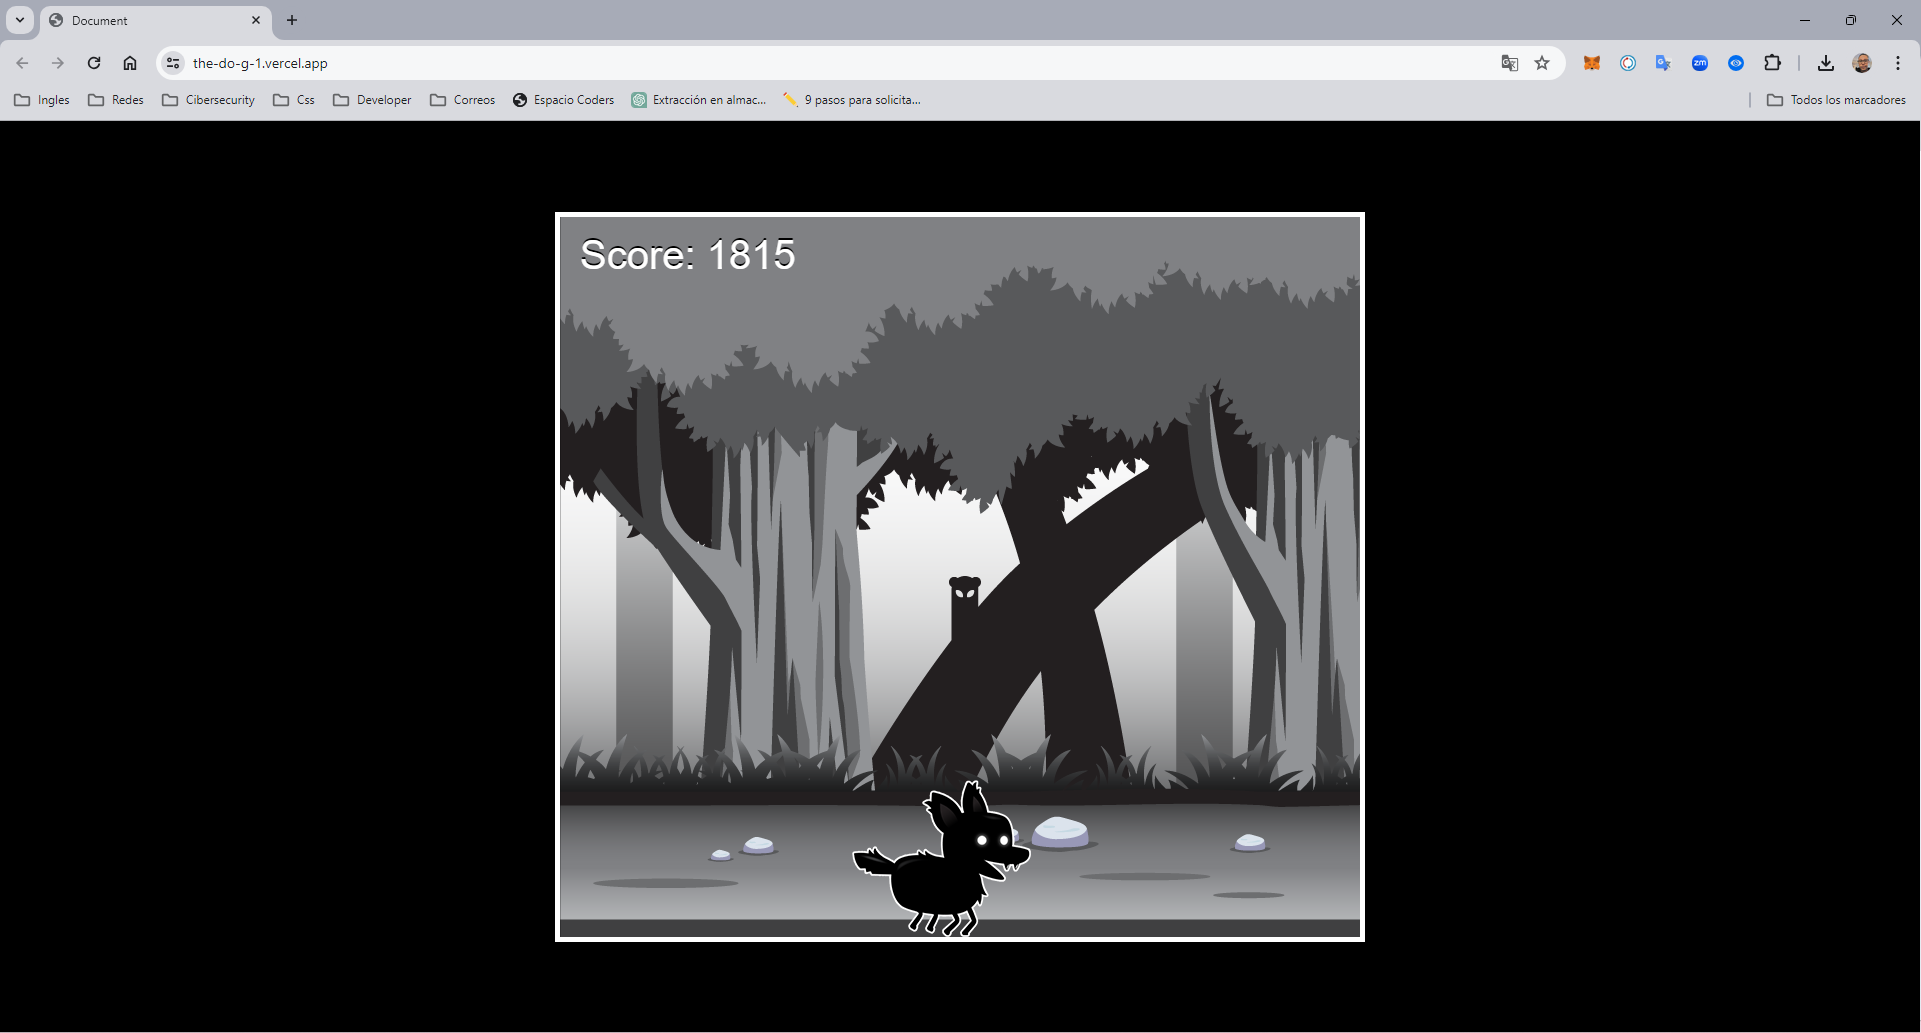 Document
the-do-g-1.vercel.app
zm
Ingles Redes Cibersecurity Css Developer Correos Espacio Coders Extracción en almac... 9 pasos para solicita... Todos los marcadores
Score: 1815